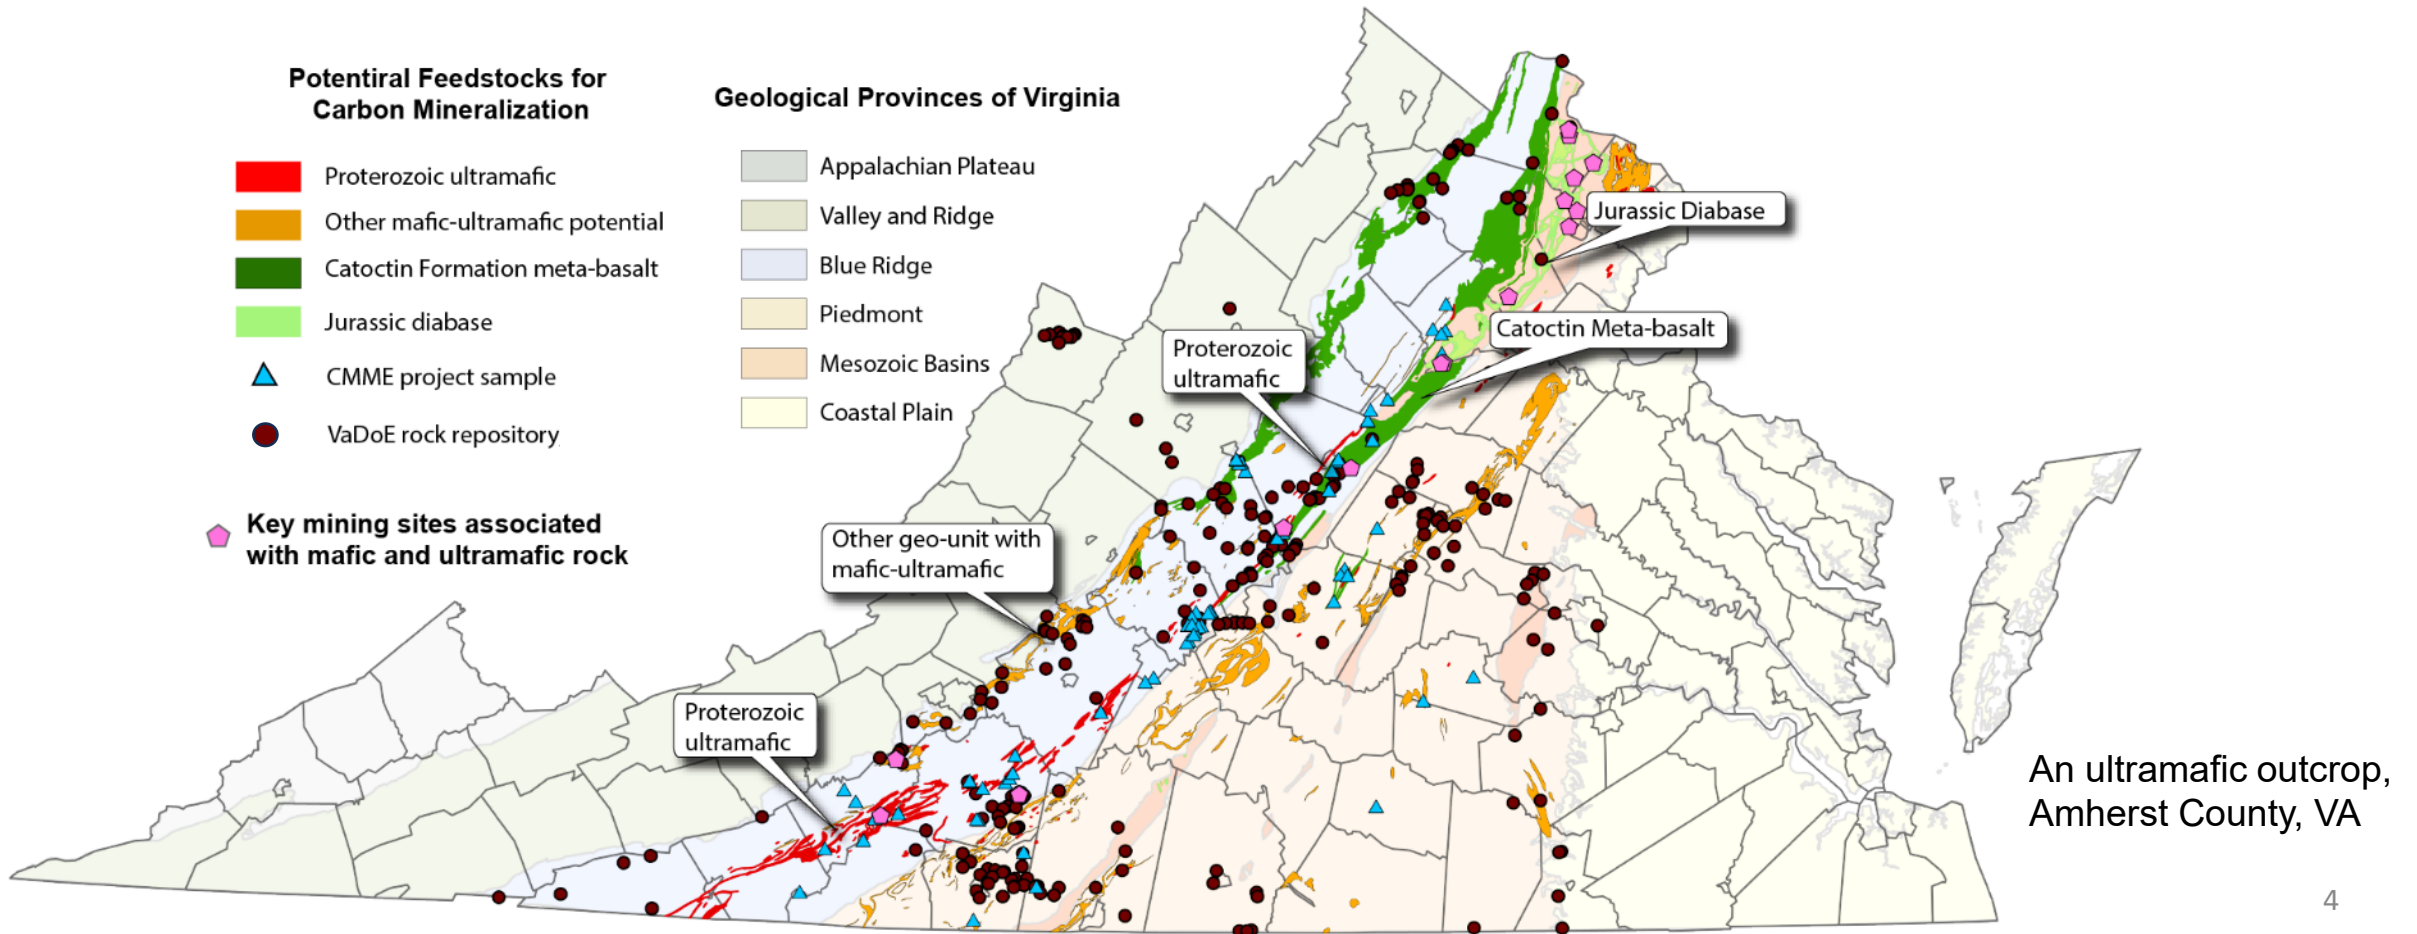 Potentiral Feedstocks for
Carbon Mineralization
Proterozoic ultramafic
Other mafic-ultramafic potential
Catoctin Formation meta-basalt
Jurassic diabase
CMME project sample
VaDoE rock repository
Key mining sites associated
with mafic and ultramafic rock
Geological Provinces of Virginia
Appalachian Plateau
Valley and Ridge
Blue Ridge
Piedmont
Mesozoic Basins
Coastal Plain
Jurassic Diabase
Catoctin Meta-basalt
Proterozoic
ultramafic
Other geo-unit with
mafic-ultramafic
Proterozoic
ultramafic
An ultramafic outcrop,
Amherst County, VA
4